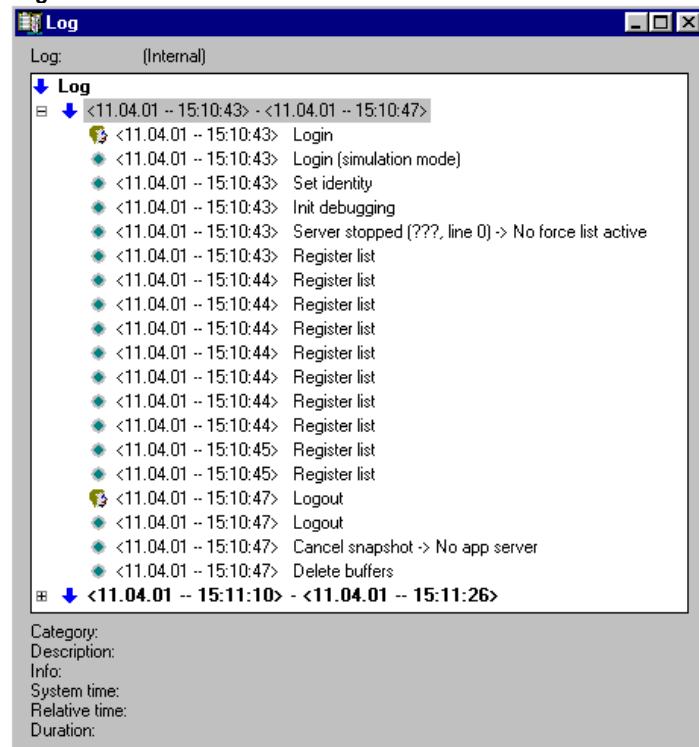 Log
Log: (Internal)
Log
<11.04.01 -- 15:10:43> - <11.04.01 -- 15:10:47>
<11.04.01 -- 15:10:43> Login
<11.04.01 -- 15:10:43> Login (simulation mode)
<11.04.01 -- 15:10:43> Set identity
<11.04.01 -- 15:10:43> Init debugging
<11.04.01 -- 15:10:43> Server stopped (???, line 0) -> No force list active
<11.04.01 -- 15:10:43> Register list
<11.04.01 -- 15:10:44> Register list
<11.04.01 -- 15:10:44> Register list
<11.04.01 -- 15:10:44> Register list
<11.04.01 -- 15:10:44> Register list
<11.04.01 -- 15:10:44> Register list
<11.04.01 -- 15:10:44> Register list
<11.04.01 -- 15:10:44> Register list
<11.04.01 -- 15:10:45> Register list
<11.04.01 -- 15:10:45> Register list
<11.04.01 -- 15:10:47> Logout
<11.04.01 -- 15:10:47> Logout
<11.04.01 -- 15:10:47> Cancel snapshot -> No app server
<11.04.01 -- 15:10:47> Delete buffers
<11.04.01 -- 15:11:10> - <11.04.01 -- 15:11:26>
Category:
Description:
Info:
System time:
Relative time:
Duration: